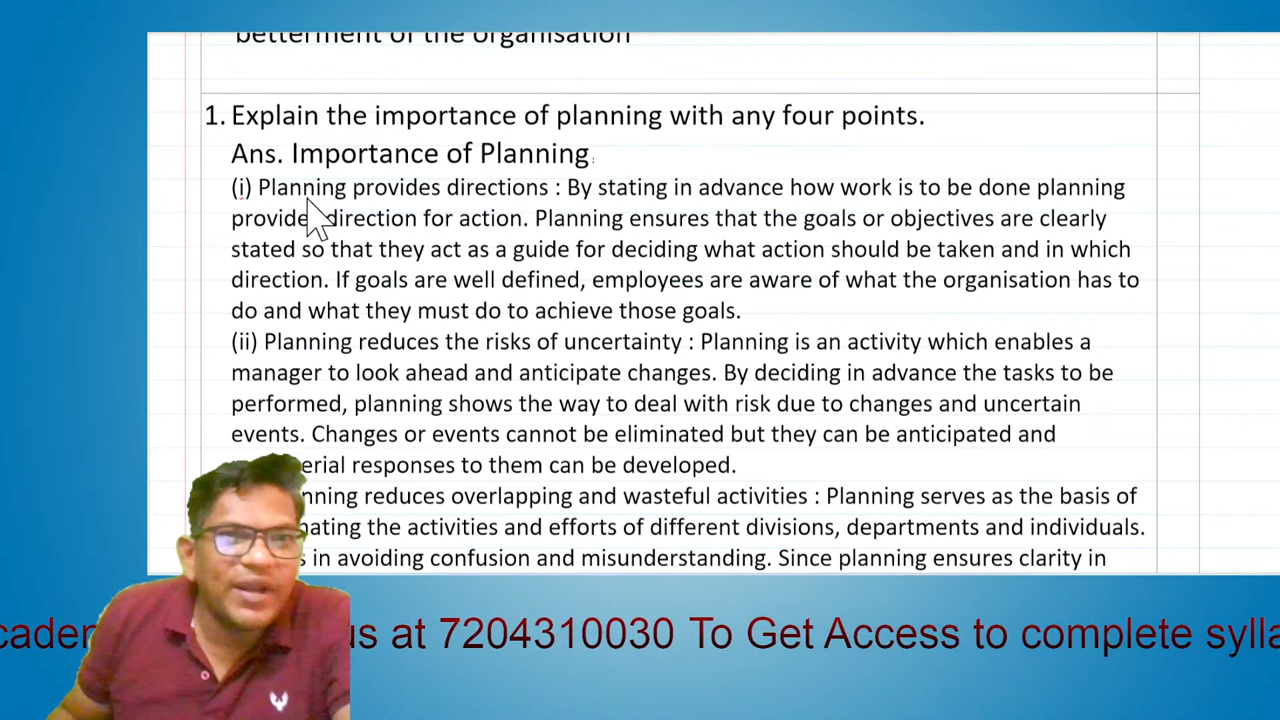 betterment of the organisation
1. Explain the importance of planning with any four points.
Ans. Importance of Planning:
(i) Planning provides directions : By stating in advance how work is to be done planning
provide direction for action. Planning ensures that the goals or objectives are clearly
stated so that they act as a guide for deciding what action should be taken and in which
direction. If goals are well defined, employees are aware of what the organisation has to
do and what they must do to achieve those goals.
(ii) Planning reduces the risks of uncertainty : Planning is an activity which enables a
manager to look ahead and anticipate changes. By deciding in advance the tasks to be
performed, planning shows the way to deal with risk due to changes and uncertain
events. Changes or events cannot be eliminated but they can be anticipated and
responses to them can be developed.
reduces overlapping and wasteful activities : Planning serves as the basis of
the activities and efforts of different divisions, departments and individuals.
in avoiding confusion and misunderstanding. Since planning ensures clarity in
us at 7204310030 To Get Access to complete sylla